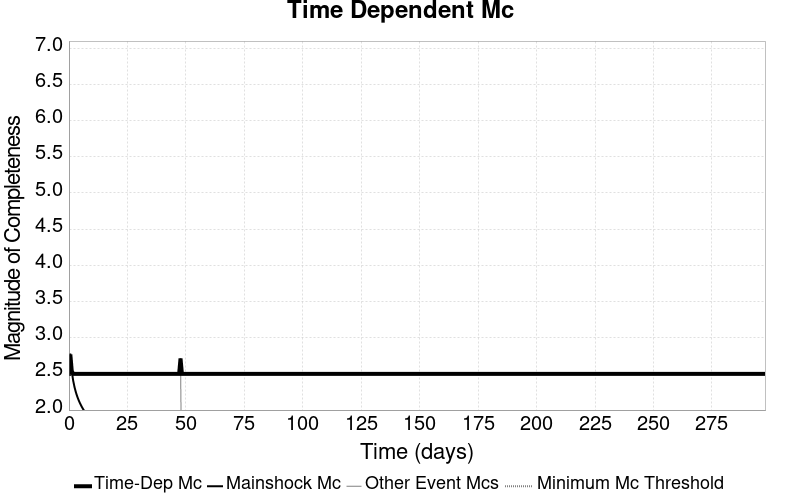 Time Dependent Mc
7.0
6.5
6.0
5.5
5.0
4.5
4.0
3.5
3.0
2.5
2.0
Magnitude of Completeness
0 25 50 75 100 125 150 175 200 225 250 275
Time (days)
Time-Dep Mc Mainshock Mc Other Event Mcs Minimum Mc Threshold